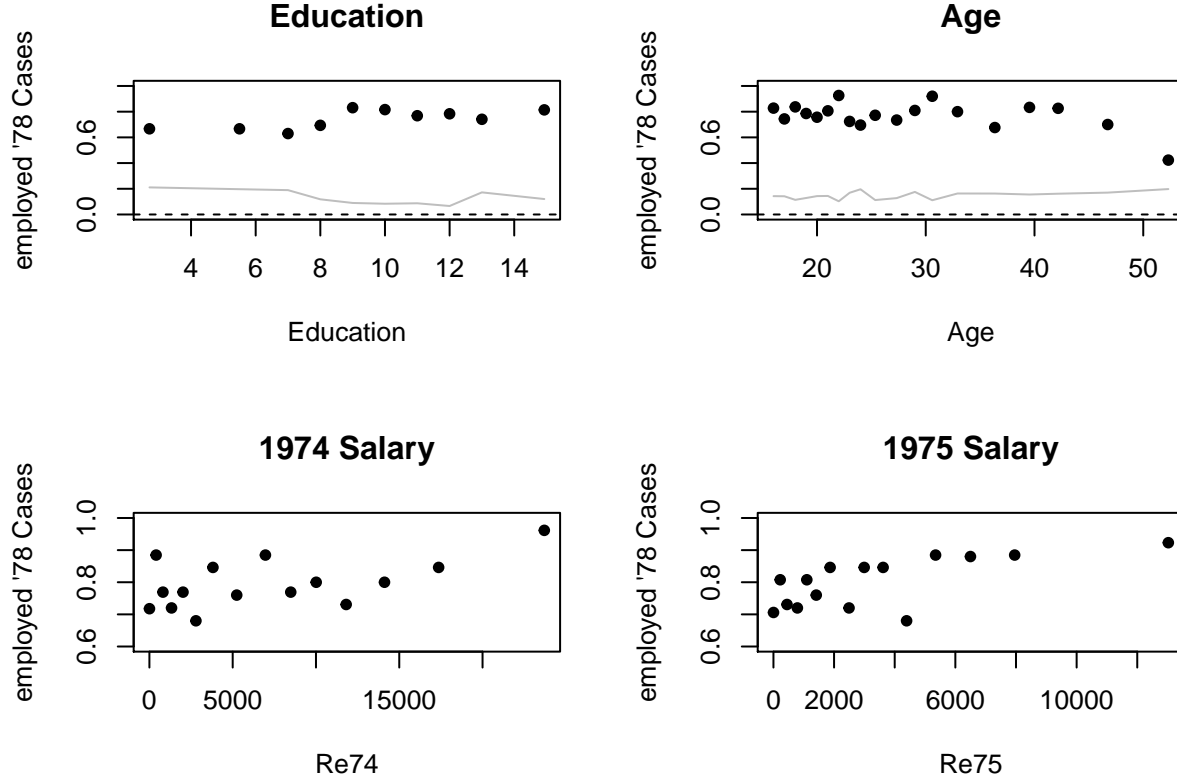 Education
employed '78 Cases
0.0
0.6
4 6 8 10 12 14
Education
Age
employed '78 Cases
0.0
0.6
20 30 40 50
Age
1974 Salary
employed '78 Cases
0.6 0.8 1.0
0 5000 15000
Re74
1975 Salary
employed '78 Cases
0.6 0.8 1.0
0 2000 6000 10000
Re75